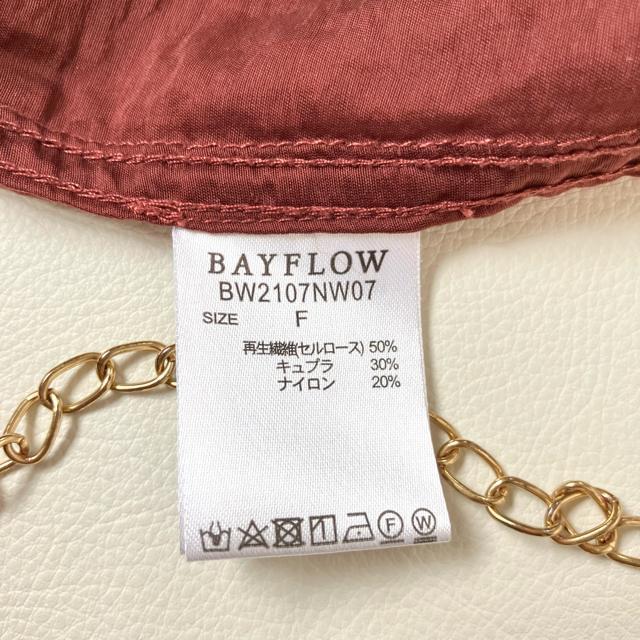 BAYFLOW
BW2107NW07
SIZE F
再生繊維(セルロース) 50%
キュプラ 30%
ナイロン 20%
F W